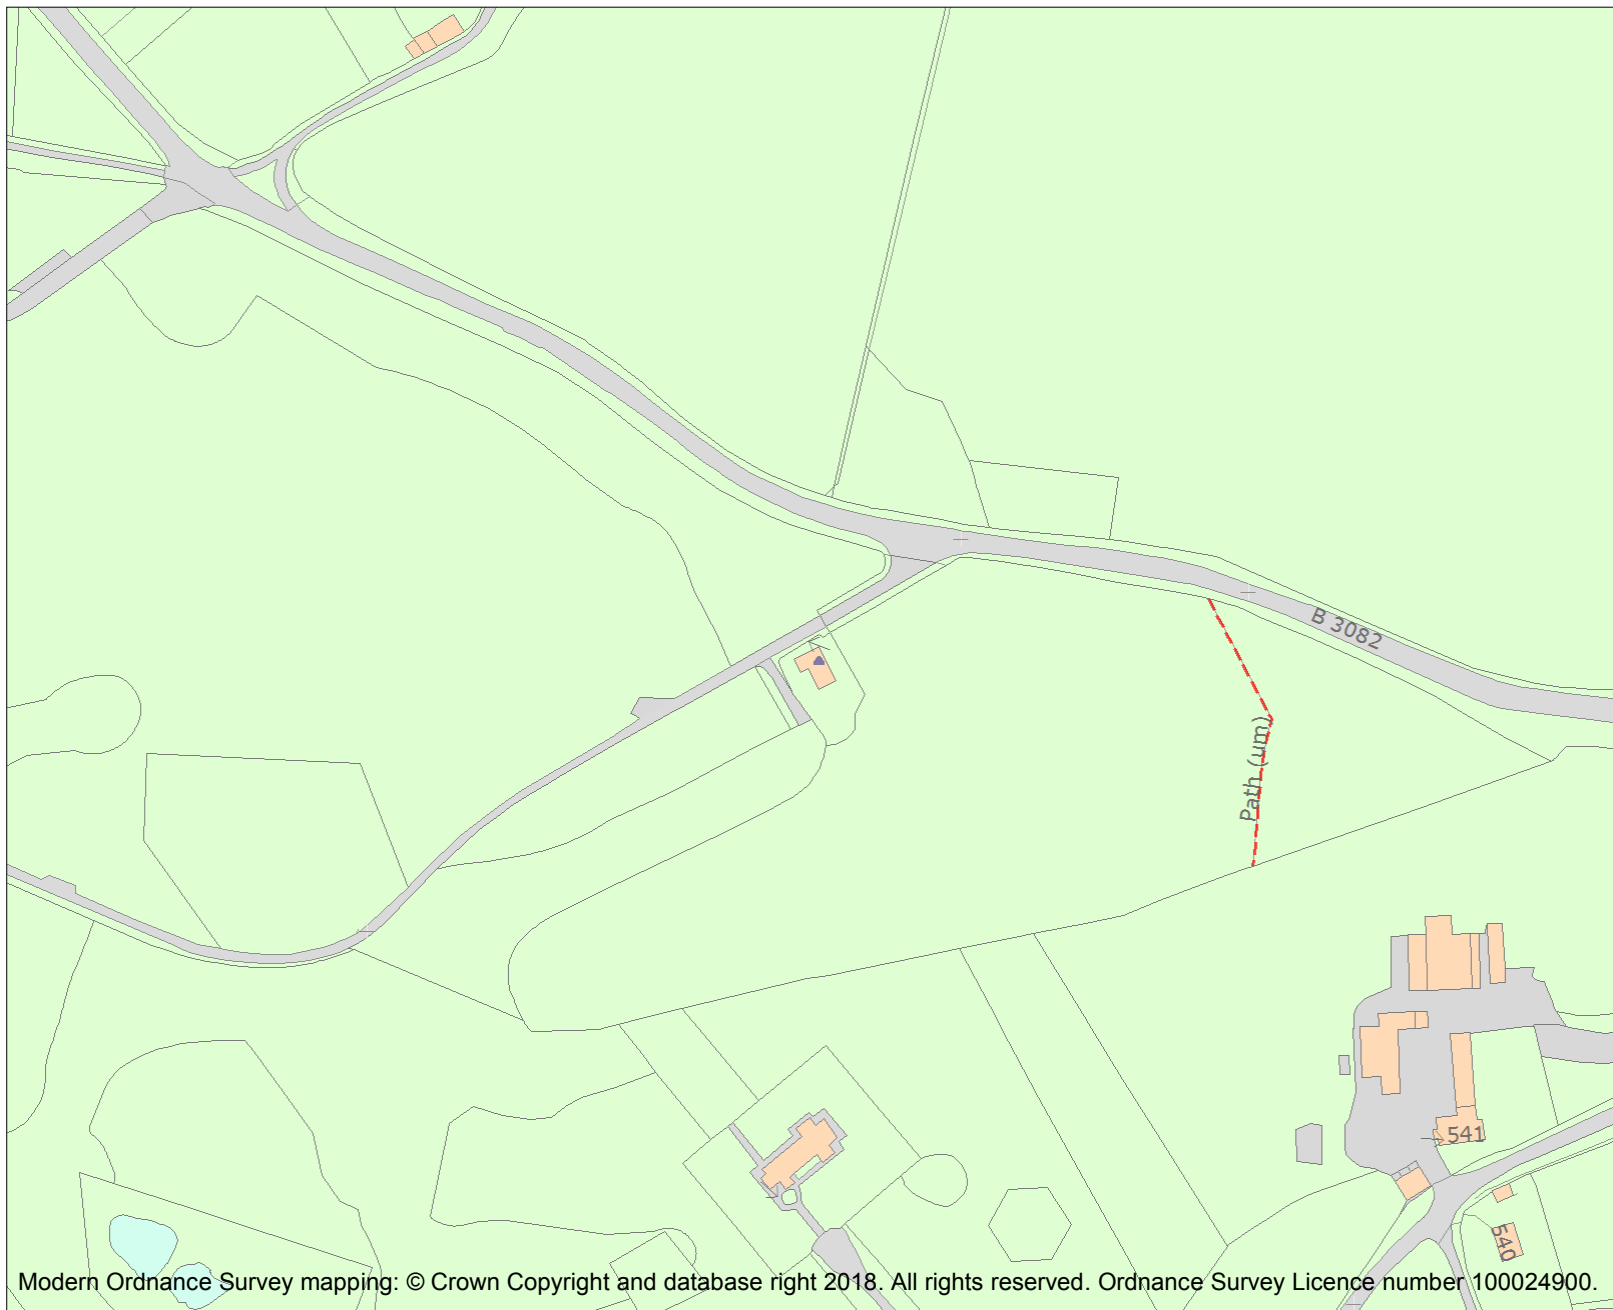 B 3082
Path (um)
541
540
Modern Ordnance Survey mapping: © Crown Copyright and database right 2018. All rights reserved. Ordnance Survey Licence number 100024900.